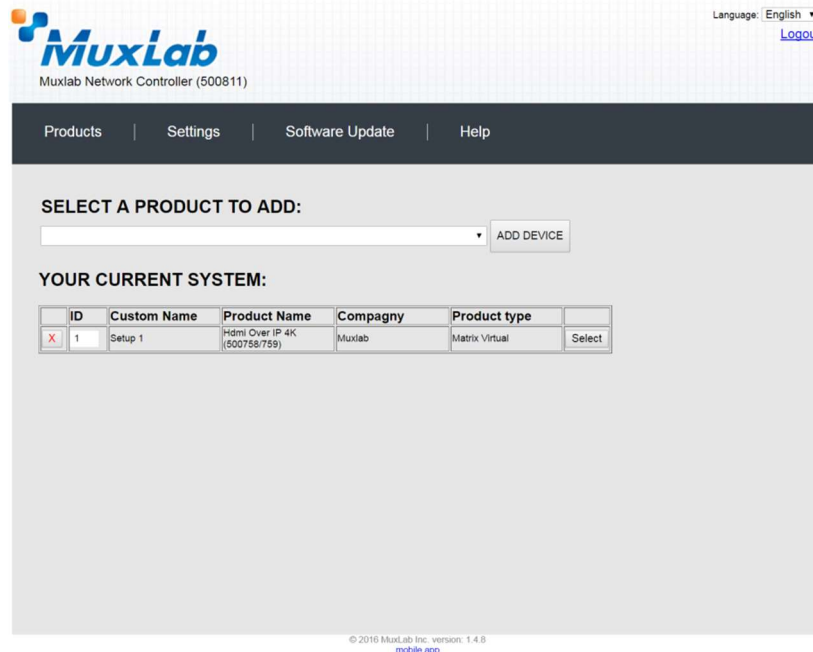 Language: English
Logou
MuxLab
Muxlab Network Controller (500811)
Products | Settings | Software Update | Help
SELECT A PRODUCT TO ADD:
ADD DEVICE
YOUR CURRENT SYSTEM:
ID Custom Name Product Name Compagny Product type
X 1 Setup 1 Hdmi Over IP 4K (500758/759) Muxlab Matrix Virtual Select
© 2016 MuxLab Inc. version: 1.4.8
mobile app